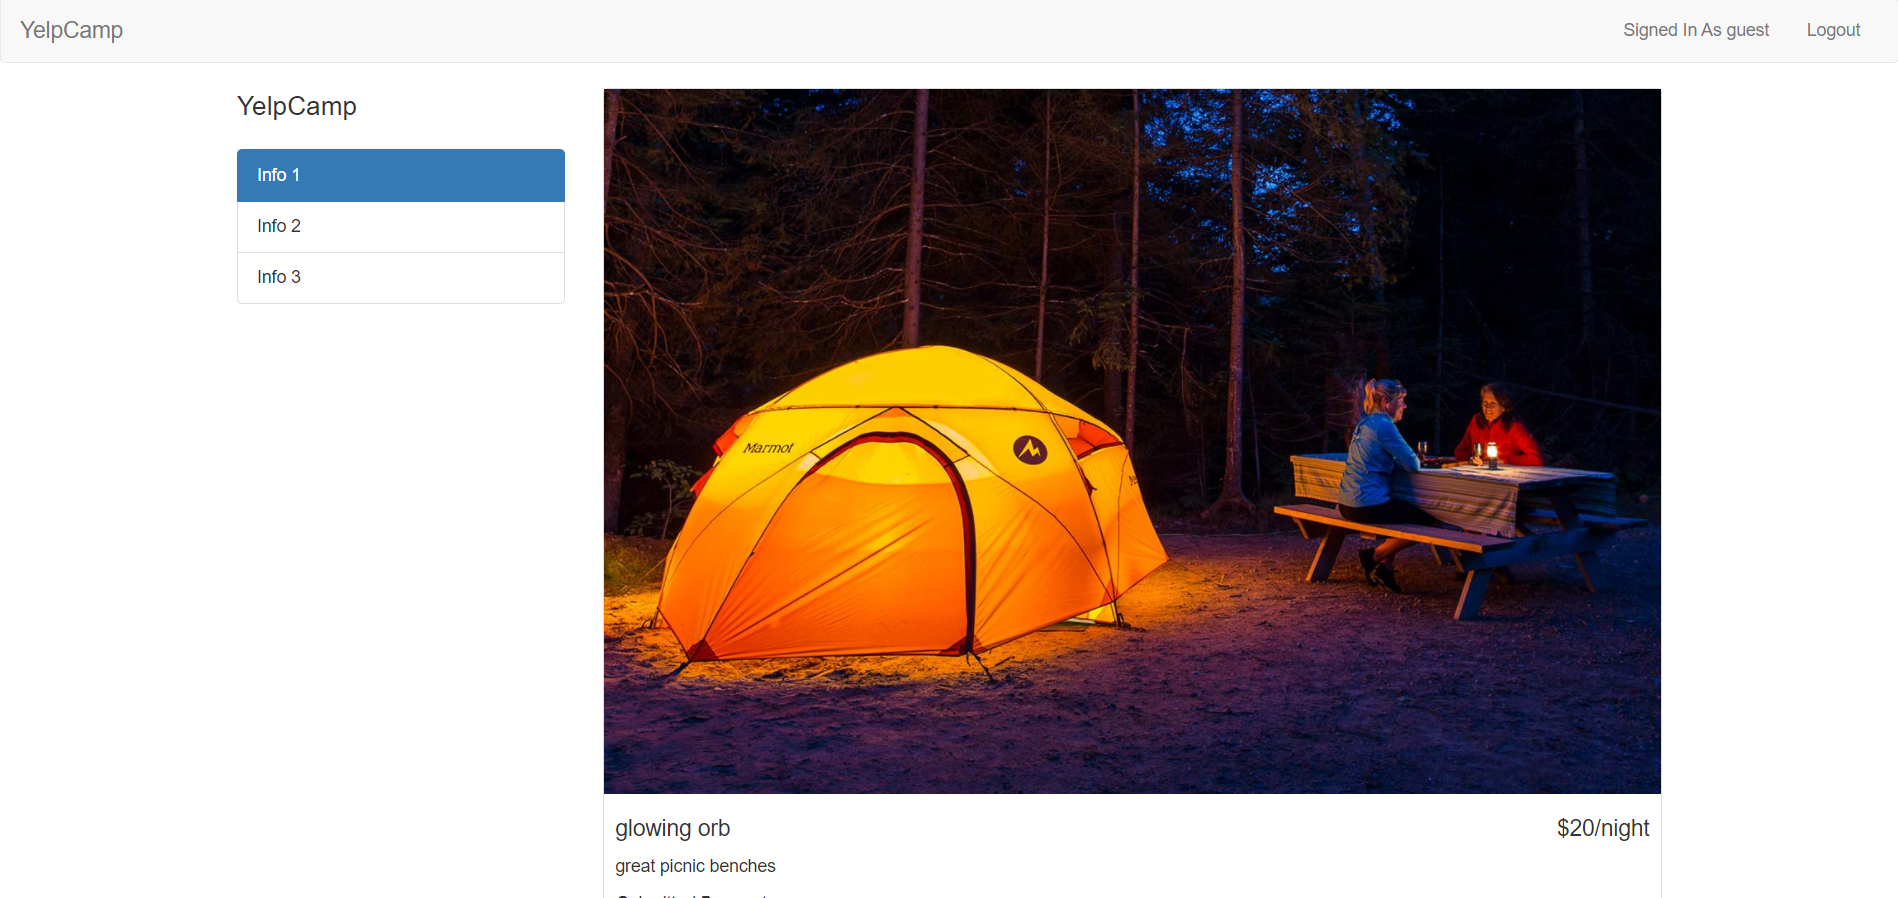 YelpCamp
Signed In As guest
Logout
YelpCamp
Info 1
Info 2
Info 3
Marmot
glowing orb
$20/night
great picnic benches